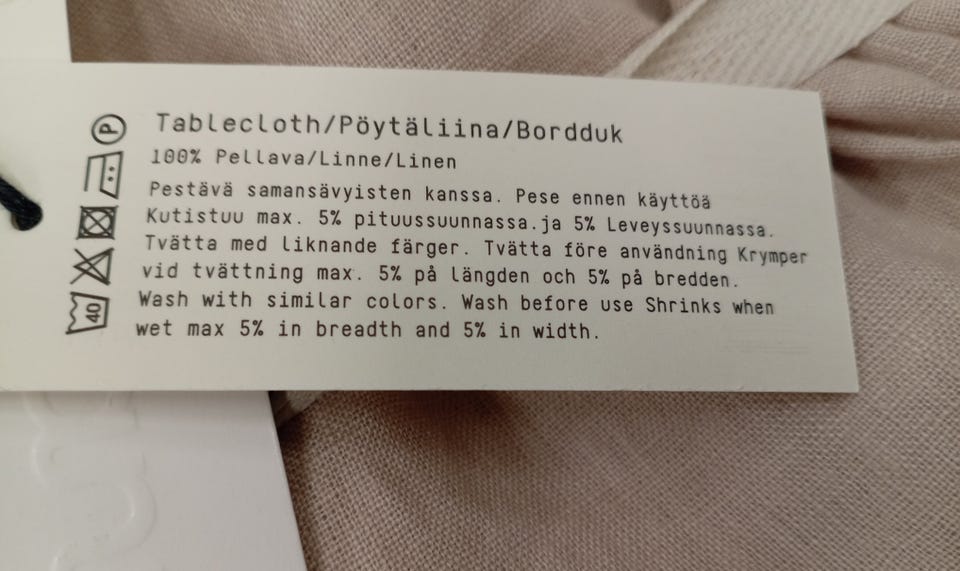 P
Tablecloth/Pöytäliina/Bordduk
100% Pellava/Linne/Linen
Pestävä samansävyisten kanssa. Pese ennen käyttöä
Kutistuu max. 5% pituussuunnassa.ja 5% Leveyssuunnassa.
Tvätta med liknande färger. Tvätta före användning Krymper
vid tvättning max. 5% på längden och 5% på bredden.
Wash with similar colors. Wash before use Shrinks when
wet max 5% in breadth and 5% in width.
40